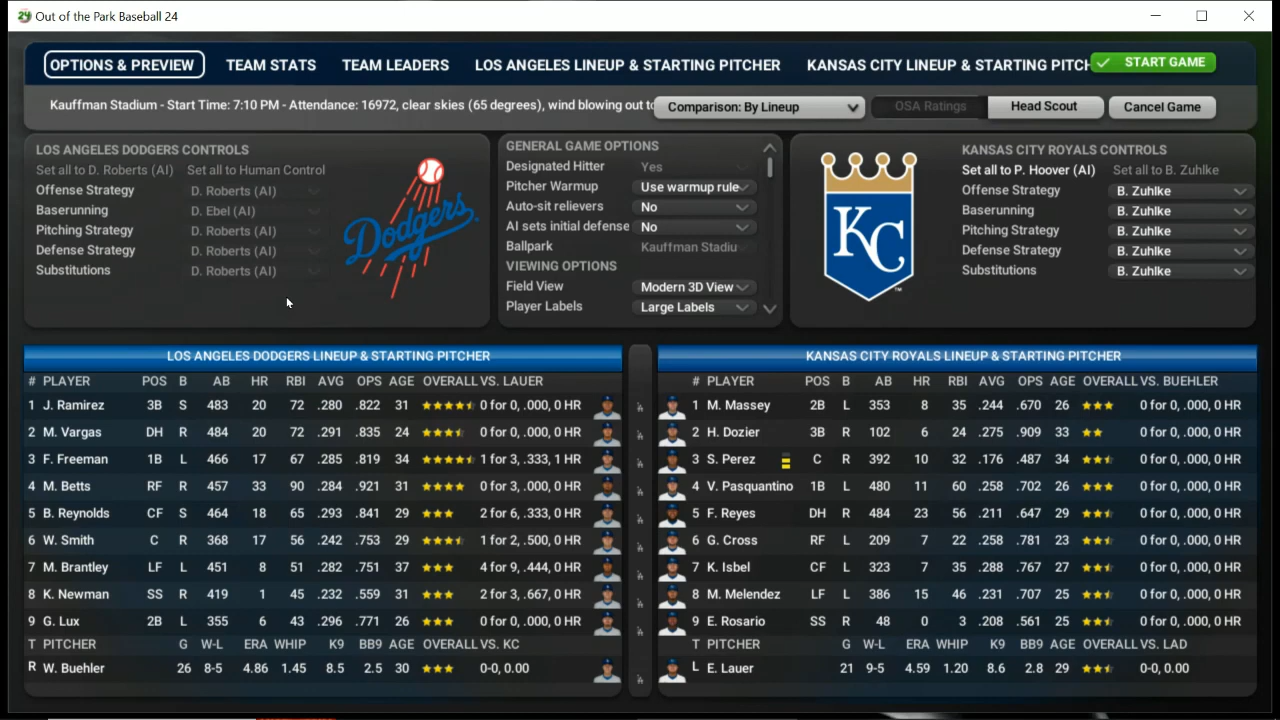 Out of the Park Baseball 24
OPTIONS & PREVIEW TEAM STATS TEAM LEADERS LOS ANGELES LINEUP & STARTING PITCHER KANSAS CITY LINEUP & STARTING PITCH START GAME
Kauffman Stadium - Start Time: 7:10 PM - Attendance: 16972, clear skies (65 degrees), wind blowing out to Comparison: By Lineup OSA Ratings Head Scout Cancel Game
LOS ANGELES DODGERS CONTROLS
Set all to D. Roberts (AI) Set all to Human Control
Offense Strategy D. Roberts (AI)
Baserunning D. Ebel (AI)
Pitching Strategy D. Roberts (AI)
Defense Strategy D. Roberts (AI)
Substitutions D. Roberts (AI)
Dodgers
GENERAL GAME OPTIONS
Designated Hitter Yes
Pitcher Warmup Use warmup rule
Auto-sit relievers No
AI sets initial defense No
Ballpark Kauffman Stadiu
VIEWING OPTIONS
Field View Modern 3D View
Player Labels Large Labels
KC
KANSAS CITY ROYALS CONTROLS
Set all to P. Hoover (AI) Set all to B. Zuhlke
Offense Strategy B. Zuhlke
Baserunning B. Zuhlke
Pitching Strategy B. Zuhlke
Defense Strategy B. Zuhlke
Substitutions B. Zuhlke
LOS ANGELES DODGERS LINEUP & STARTING PITCHER
# PLAYER POS B AB HR RBI AVG OPS AGE OVERALL VS. LAUER
1 J. Ramirez 3B S 483 20 72 .280 .822 31 0 for 0, .000, 0 HR
2 M. Vargas DH R 484 20 72 .291 .835 24 0 for 0, .000, 0 HR
3 F. Freeman 1B L 466 17 67 .285 .819 34 1 for 3, .333, 1 HR
4 M. Betts RF R 457 33 90 .284 .921 31 0 for 3, .000, 0 HR
5 B. Reynolds CF S 464 18 65 .293 .841 29 2 for 6, .333, 0 HR
6 W. Smith C R 368 17 56 .242 .753 29 1 for 2, .500, 0 HR
7 M. Brantley LF L 451 8 51 .282 .751 37 4 for 9, .444, 0 HR
8 K. Newman SS R 419 1 45 .232 .559 31 2 for 3, .667, 0 HR
9 G. Lux 2B L 355 6 43 .296 .771 26 0 for 0, .000, 0 HR
T PITCHER G W-L ERA WHIP K9 BB9 AGE OVERALL VS. KC
R W. Buehler 26 8-5 4.86 1.45 8.5 2.5 30 0-0, 0.00
KANSAS CITY ROYALS LINEUP & STARTING PITCHER
# PLAYER POS B AB HR RBI AVG OPS AGE OVERALL VS. BUEHLER
1 M. Massey 2B L 353 8 35 .244 .670 26 0 for 0, .000, 0 HR
2 H. Dozier 3B R 102 6 24 .275 .909 33 0 for 0, .000, 0 HR
3 S. Perez C R 392 10 32 .176 .487 34 0 for 0, .000, 0 HR
4 V. Pasquantino 1B L 480 11 60 .258 .702 26 0 for 0, .000, 0 HR
5 F. Reyes DH R 484 23 56 .211 .647 29 0 for 0, .000, 0 HR
6 G. Cross RF L 209 7 22 .258 .781 23 0 for 0, .000, 0 HR
7 K. Isbel CF L 323 7 35 .288 .767 27 0 for 0, .000, 0 HR
8 M. Melendez LF L 386 15 46 .231 .707 25 0 for 0, .000, 0 HR
9 E. Rosario SS R 48 0 3 .208 .561 25 0 for 0, .000, 0 HR
T PITCHER G W-L ERA WHIP K9 BB9 AGE OVERALL VS. LAD
L E. Lauer 21 9-5 4.59 1.20 8.6 2.8 29 0-0, 0.00